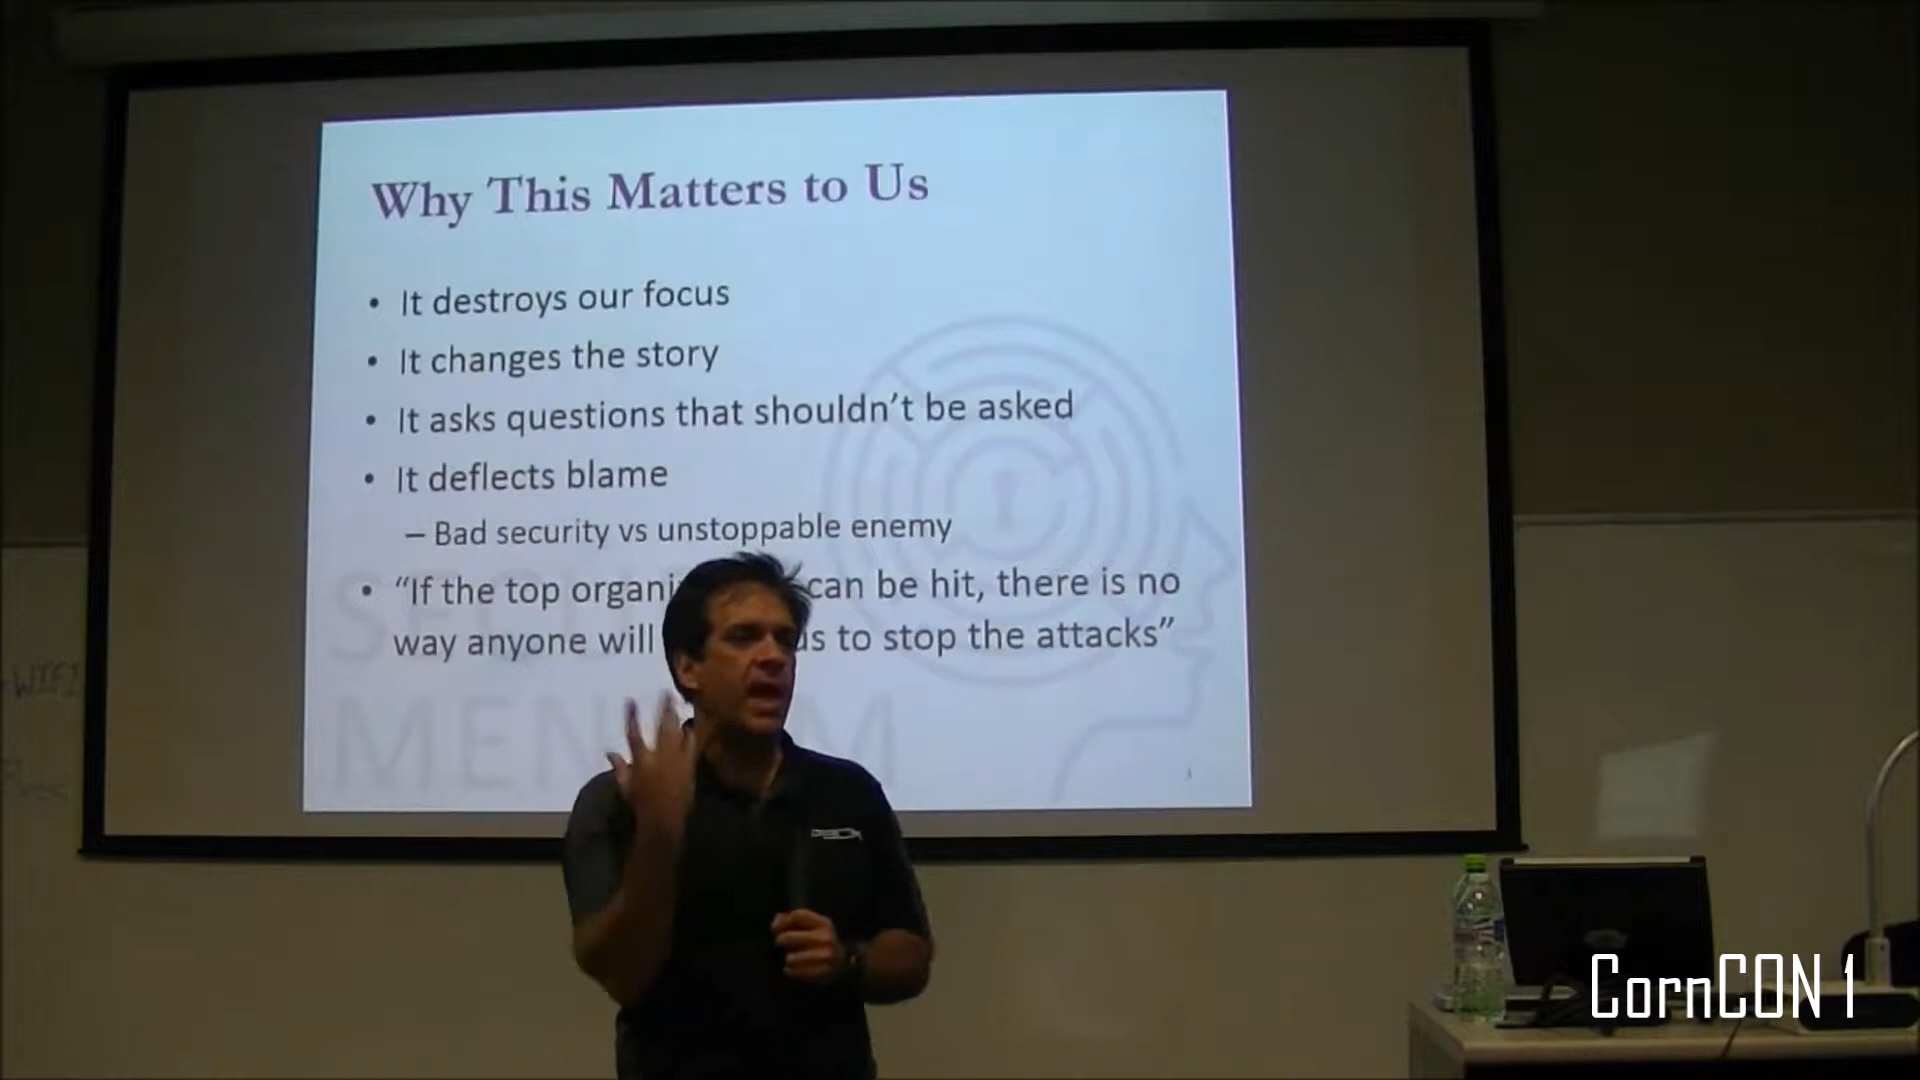 Why This Matters to Us
• It destroys our focus
• It changes the story
• It asks questions that shouldn't be asked
• It deflects blame
– Bad security vs unstoppable enemy
• "If the top can be hit, there is no
way anyone will to stop the attacks"
WIFI
CornCON 1